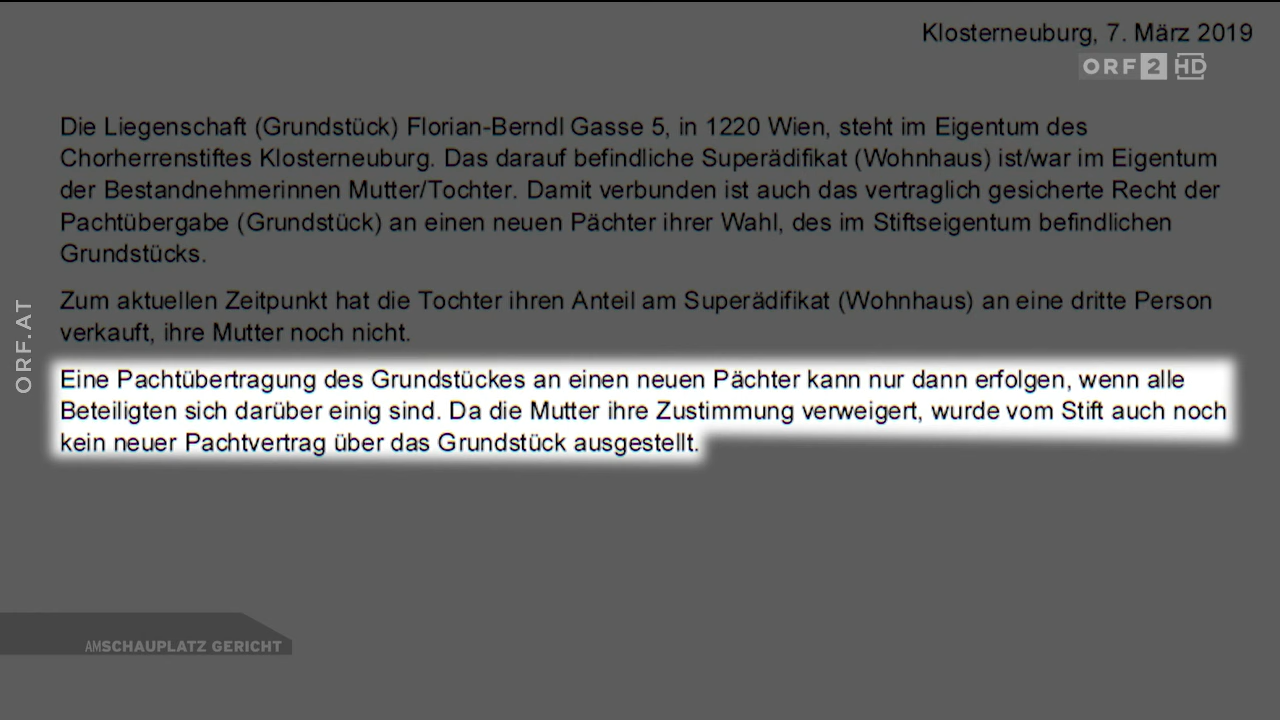 Klosterneuburg, 7. März 2019
ORF 2 HD
Die Liegenschaft (Grundstück) Florian-Berndl Gasse 5, in 1220 Wien, steht im Eigentum des
Chorherrenstiftes Klosterneuburg. Das darauf befindliche Superädifikat (Wohnhaus) ist/war im Eigentum
der Bestandnehmerinnen Mutter/Tochter. Damit verbunden ist auch das vertraglich gesicherte Recht der
Pachtübergabe (Grundstück) an einen neuen Pächter ihrer Wahl, des im Stiftseigentum befindlichen
Grundstücks.
Zum aktuellen Zeitpunkt hat die Tochter ihren Anteil am Superädifikat (Wohnhaus) an eine dritte Person
verkauft, ihre Mutter noch nicht.
Eine Pachtübertragung des Grundstückes an einen neuen Pächter kann nur dann erfolgen, wenn alle
Beteiligten sich darüber einig sind. Da die Mutter ihre Zustimmung verweigert, wurde vom Stift auch noch
kein neuer Pachtvertrag über das Grundstück ausgestellt.
ORF.AT
AMSCHAUPLATZ GERICHT